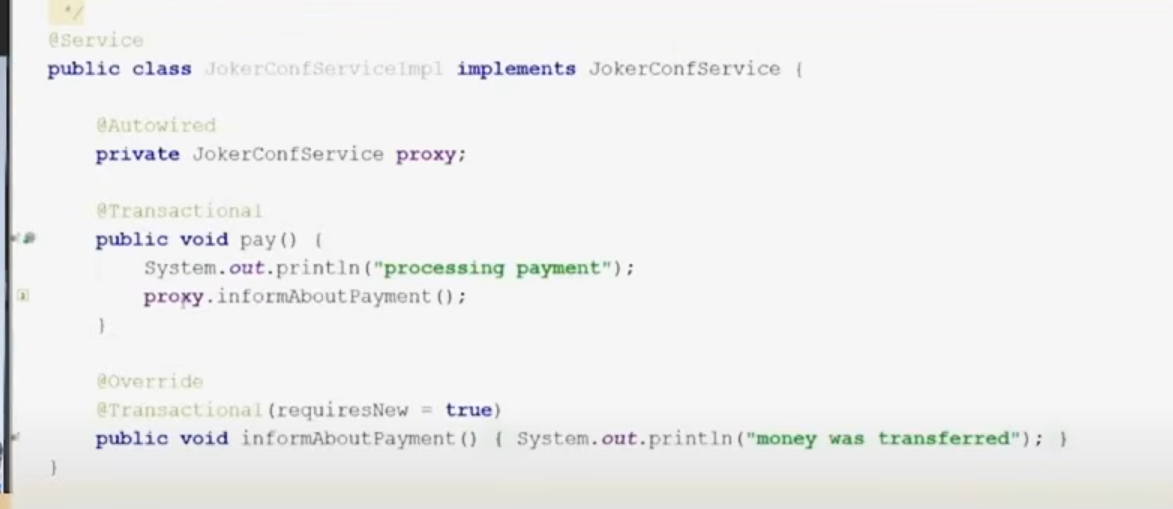 */
@Service
public class JokerConfServiceImpl implements JokerConfService {
@Autowired
private JokerConfService proxy;
@Transactional
public void pay() {
System.out.println("processing payment");
proxy.informAboutPayment();
}
@Override
@Transactional(requiresNew = true)
public void informAboutPayment() { System.out.println("money was transferred"); }
}